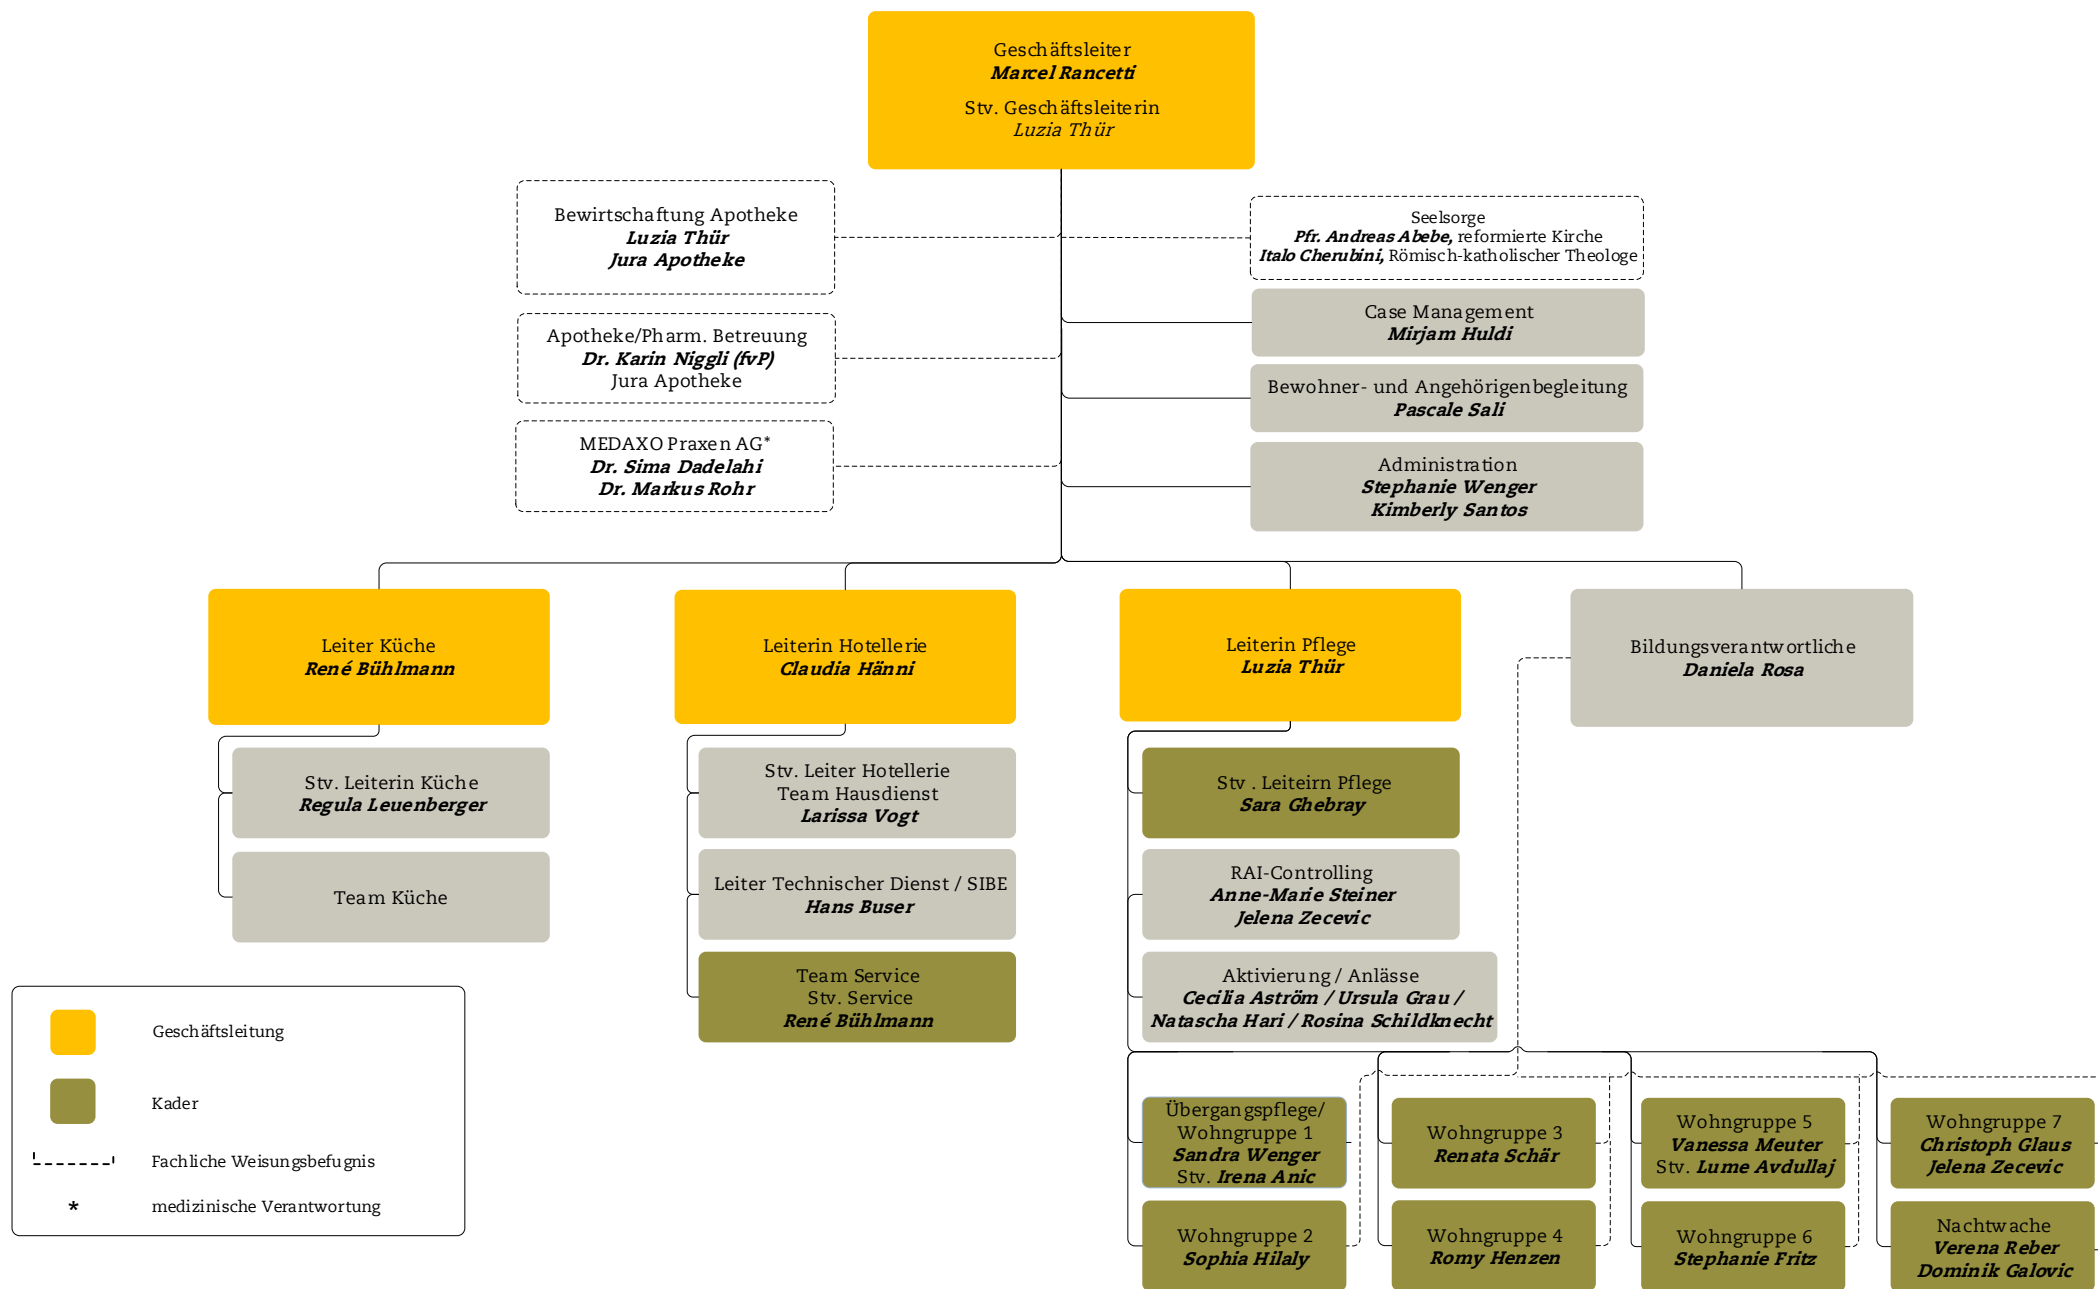 Geschäftsleiter
Marcel Rancetti
Stv. Geschäftsleiterin
Luzia Thür
Bewirtschaftung Apotheke
Luzia Thür
Jura Apotheke
Seelsorge
Pfr. Andreas Abebe, reformierte Kirche
Italo Cherubini, Römisch-katholischer Theologe
Case Management
Mirjam Huldi
Apotheke/Pharm. Betreuung
Dr. Karin Niggli (fvP)
Jura Apotheke
Bewohner- und Angehörigenbegleitung
Pascale Sali
MEDAXO Praxen AG*
Dr. Sima Dadelahi
Dr. Markus Rohr
Administration
Stephanie Wenger
Kimberly Santos
Leiter Küche
René Bühlmann
Leiterin Hotellerie
Claudia Hänni
Leiterin Pflege
Luzia Thür
Bildungsverantwortliche
Daniela Rosa
Stv. Leiterin Küche
Regula Leuenberger
Team Küche
Stv. Leiter Hotellerie
Team Hausdienst
Larissa Vogt
Leiter Technischer Dienst / SIBE
Hans Buser
Team Service
Stv. Service
René Bühlmann
Stv . Leiteirn Pflege
Sara Ghebray
RAI-Controlling
Anne-Marie Steiner
Jelena Zecevic
Aktivierung / Anlässe
Cecilia Aström / Ursula Grau /
Natascha Hari / Rosina Schildknecht
Übergangspflege/
Wohngruppe 1
Sandra Wenger
Stv. Irena Anic
Wohngruppe 3
Renata Schär
Wohngruppe 5
Vanessa Meuter
Stv. Lume Avdullaj
Wohngruppe 7
Christoph Glaus
Jelena Zecevic
Wohngruppe 2
Sophia Hilaly
Wohngruppe 4
Romy Henzen
Wohngruppe 6
Stephanie Fritz
Nachtwache
Verena Reber
Dominik Galovic
Geschäftsleitung
Kader
Fachliche Weisungsbefugnis
* medizinische Verantwortung